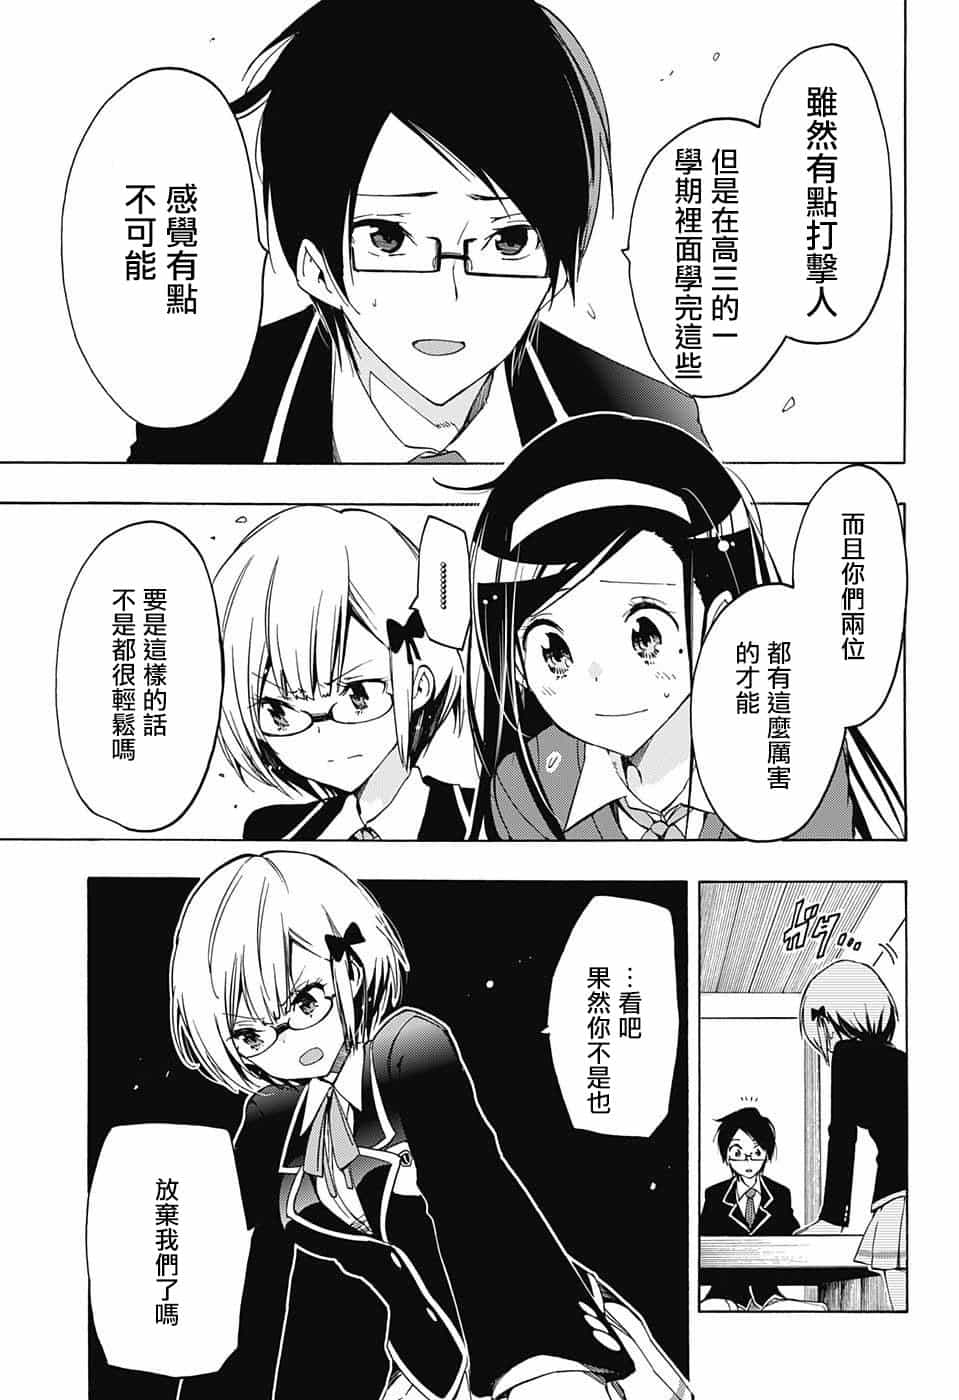 雖然有點打擊人
但是在高三的一
學期裡面學完這些
感覺有點
不可能
而且你們兩位
都有這麼厲害
的才能
………
要是這樣的話
不是都很輕鬆嗎
ガタ…
…看吧
果然你不是也
放棄我們了嗎